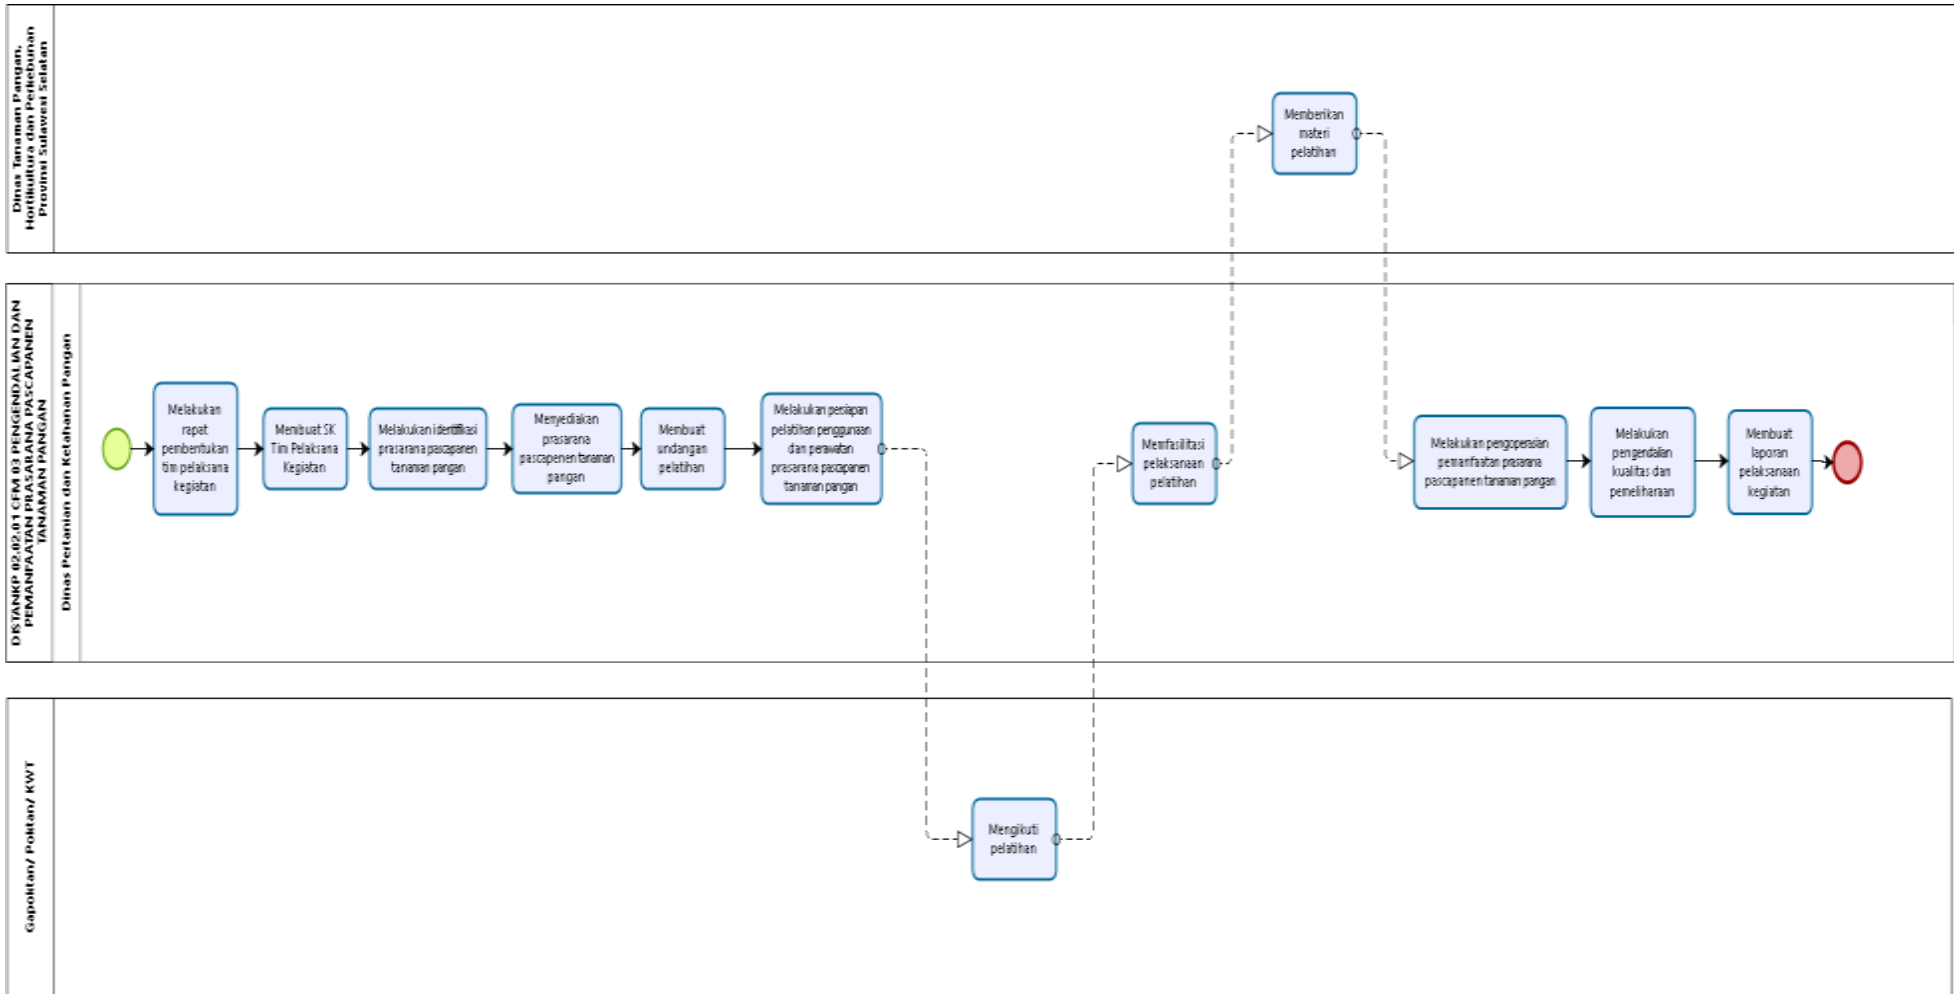 Dinas Tanaman Pangan,
Hortikultura dan Perkebunan
Provinsi Sulawesi Selatan
Memberikan
materi
pelatihan
DISTANKP 02.02.01 CFM 03 PENGENDALIAN DAN
PEMANFAATAN PRASARANA PASCAPANEN
TANAMAN PANGAN
Dinas Pertanian dan Ketahanan Pangan
Melakukan
rapat
pembentukan
tim pelaksana
kegiatan
Membuat SK
Tim Pelaksana
Kegiatan
Melakukan identifikasi
prasarana pascapanen
tanaman pangan
Menyediakan
prasarana
pascapanen tanaman
pangan
Membuat
undangan
pelatihan
Melakukan persiapan
pelatihan penggunaan
dan perawatan
prasarana pascapanen
tanaman pangan
Memfasilitasi
pelaksanaan
pelatihan
Melakukan pengoperasian
pemanfaatan prasarana
pascapanen tanaman pangan
Melakukan
pengendalian
kualitas dan
pemeliharaan
Membuat
laporan
pelaksanaan
kegiatan
Gapoktan/ Poktan/ KWT
Mengikuti
pelatihan